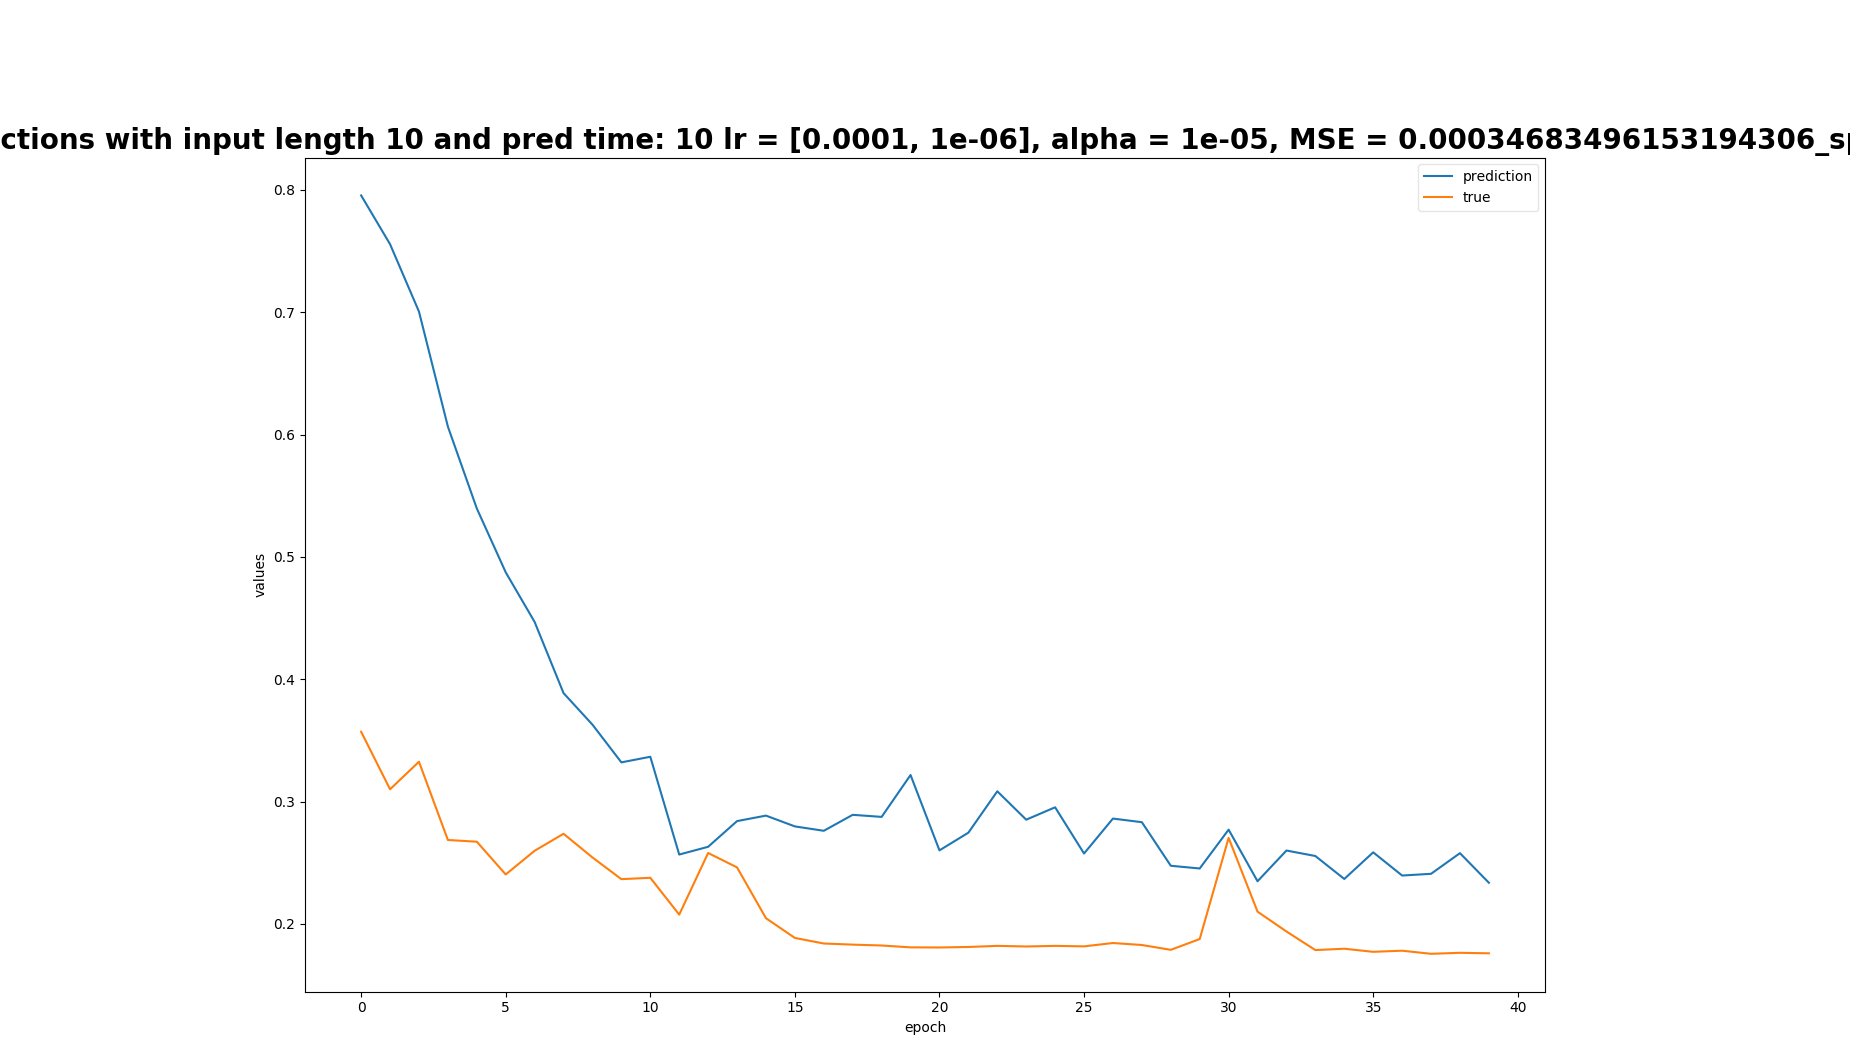 ctions with input length 10 and pred time: 10 lr = [0.0001, 1e-06], alpha = 1e-05, MSE = 0.00034683496153194306_sp
prediction
true
0.8
0.7
0.6
0.5
0.4
0.3
0.2
values
0 5 10 15 20 25 30 35 40
epoch